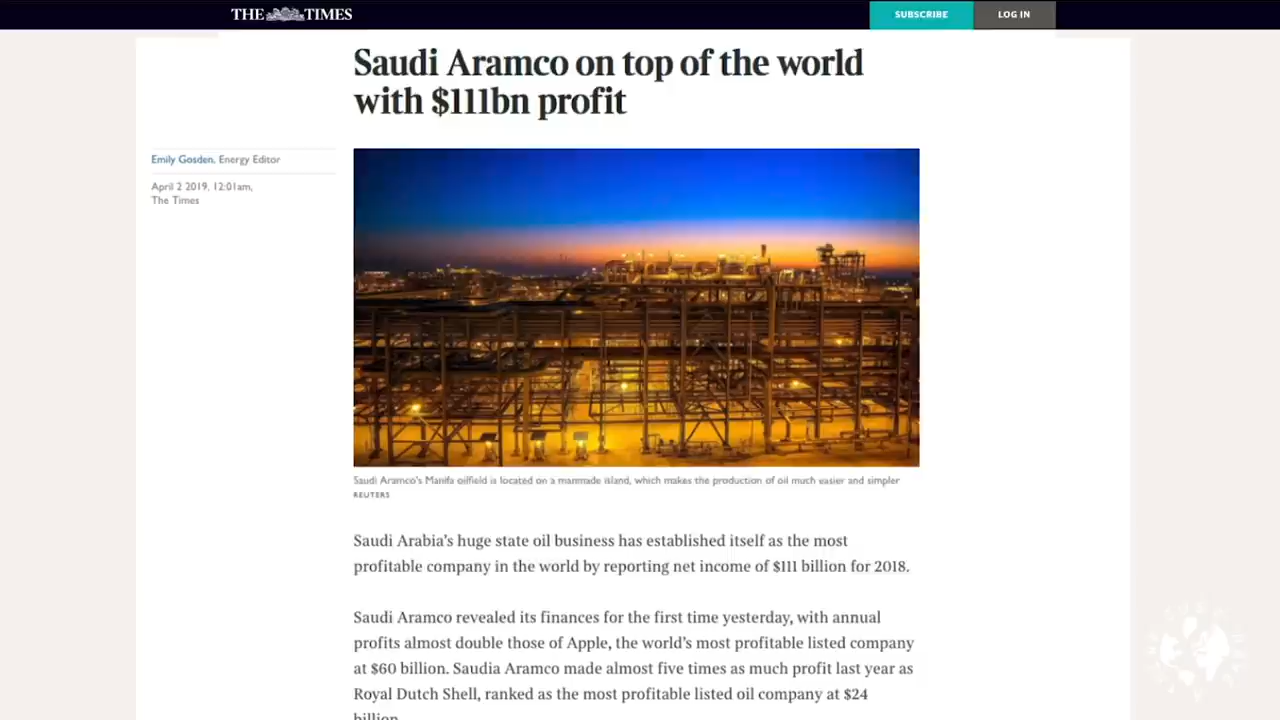 THE TIMES
SUBSCRIBE
LOG IN
Saudi Aramco on top of the world
with $111bn profit
Emily Gosden, Energy Editor
April 2 2019, 12:01am,
The Times
Saudi Aramco's Manifa oilfield is located on a manmade island, which makes the production of oil much easier and simpler
REUTERS
Saudi Arabia's huge state oil business has established itself as the most
profitable company in the world by reporting net income of $111 billion for 2018.
Saudi Aramco revealed its finances for the first time yesterday, with annual
profits almost double those of Apple, the world's most profitable listed company
at $60 billion. Saudia Aramco made almost five times as much profit last year as
Royal Dutch Shell, ranked as the most profitable listed oil company at $24
billion.